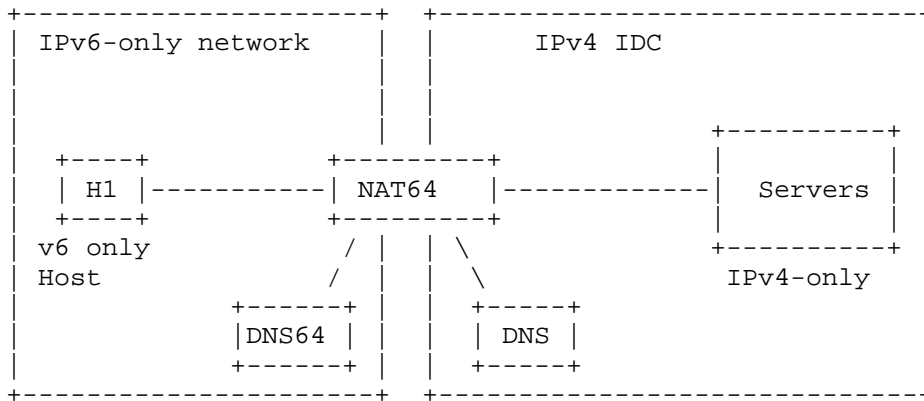 IPv6-only network IPv4 IDC
H1 NAT64 Servers
v6 only
Host IPv4-only
DNS64 DNS